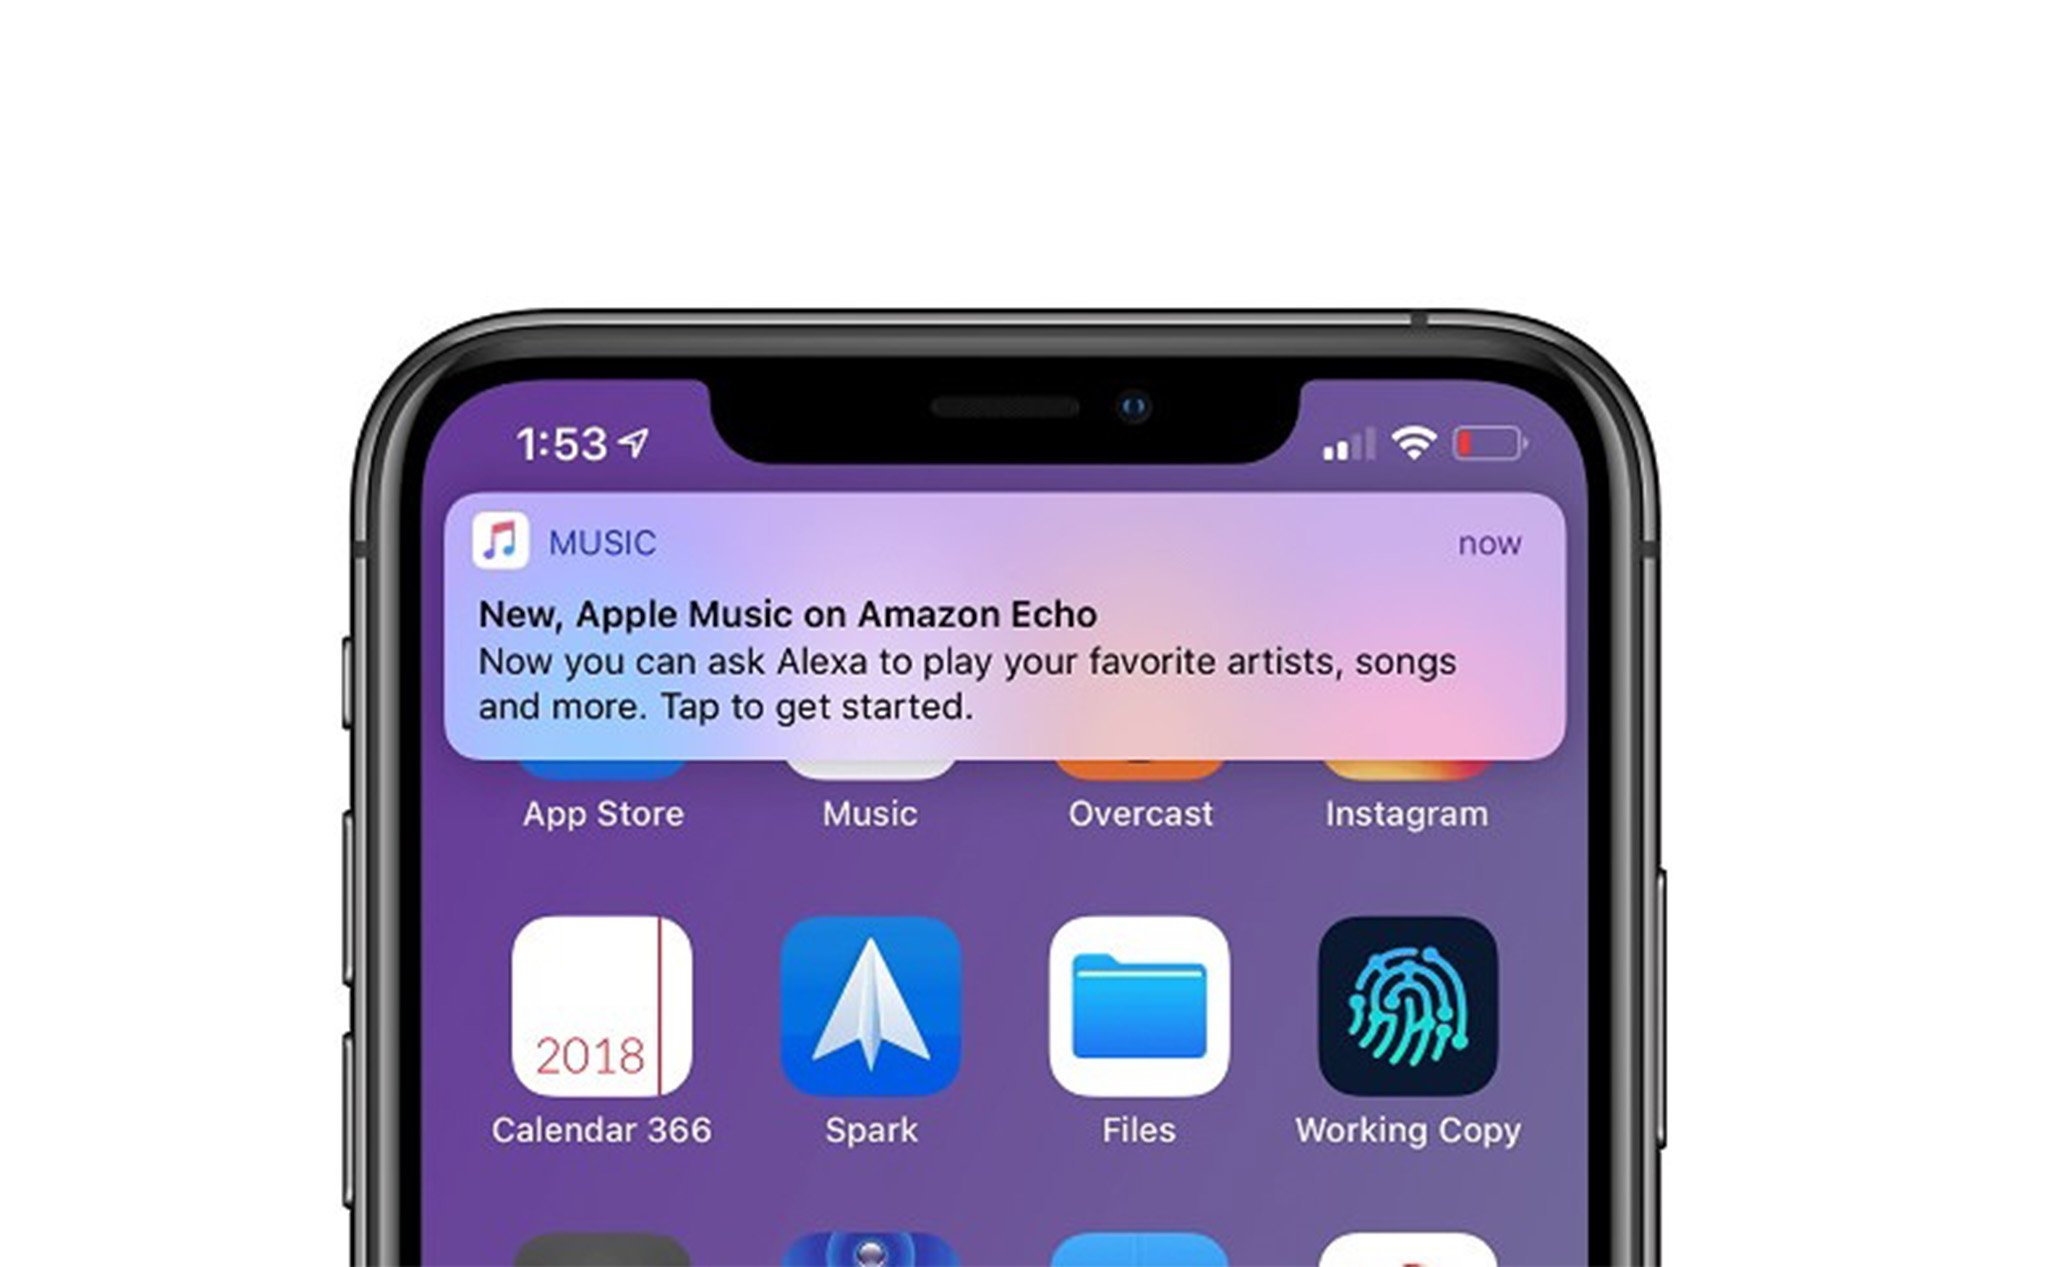 1:53
MUSIC now
New, Apple Music on Amazon Echo
Now you can ask Alexa to play your favorite artists, songs
and more. Tap to get started.
App Store Music Overcast Instagram
2018
Calendar 366 Spark Files Working Copy